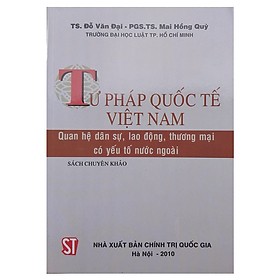 TS. Đỗ Văn Đại - PGS.TS. Mai Hồng Quỳ
TRƯỜNG ĐẠI HỌC LUẬT TP. HỒ CHÍ MINH
TƯ PHÁP QUỐC TẾ
VIỆT NAM
Quan hệ dân sự, lao động, thương mại
có yếu tố nước ngoài
SÁCH CHUYÊN KHẢO
ST
NHÀ XUẤT BẢN CHÍNH TRỊ QUỐC GIA
Hà Nội - 2010